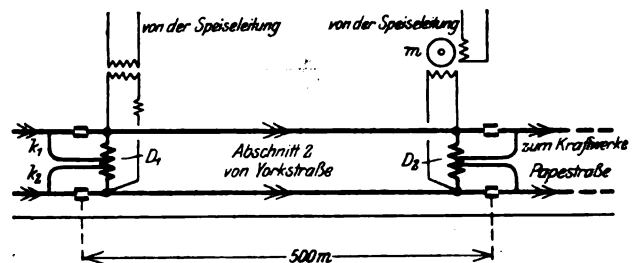 von der Speiseleitung
von der Speiseleitung
m
k1
D1
Abschnitt 2
von Yorkstraße
D2
zum Kraftwerke
k2
Papestraße
500m